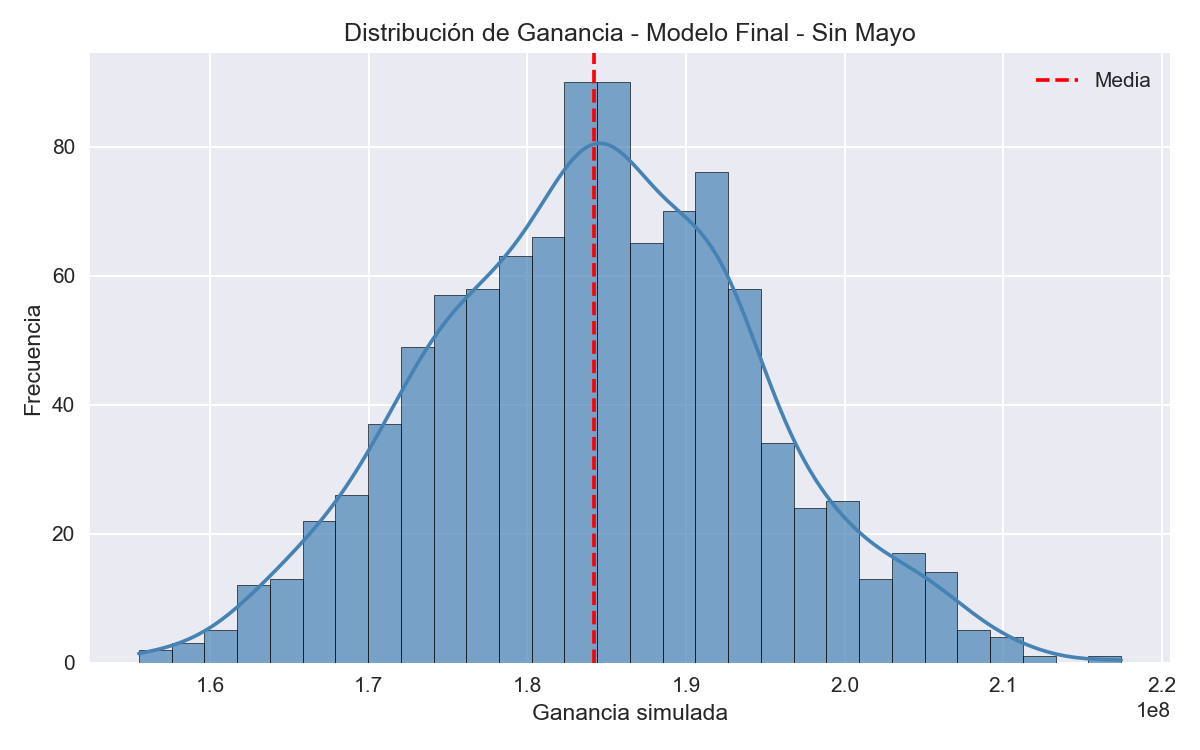 Distribución de Ganancia - Modelo Final - Sin Mayo
Media
Frecuencia
80
60
40
20
0
1.6 1.7 1.8 1.9 2.0 2.1 2.2
1e8
Ganancia simulada